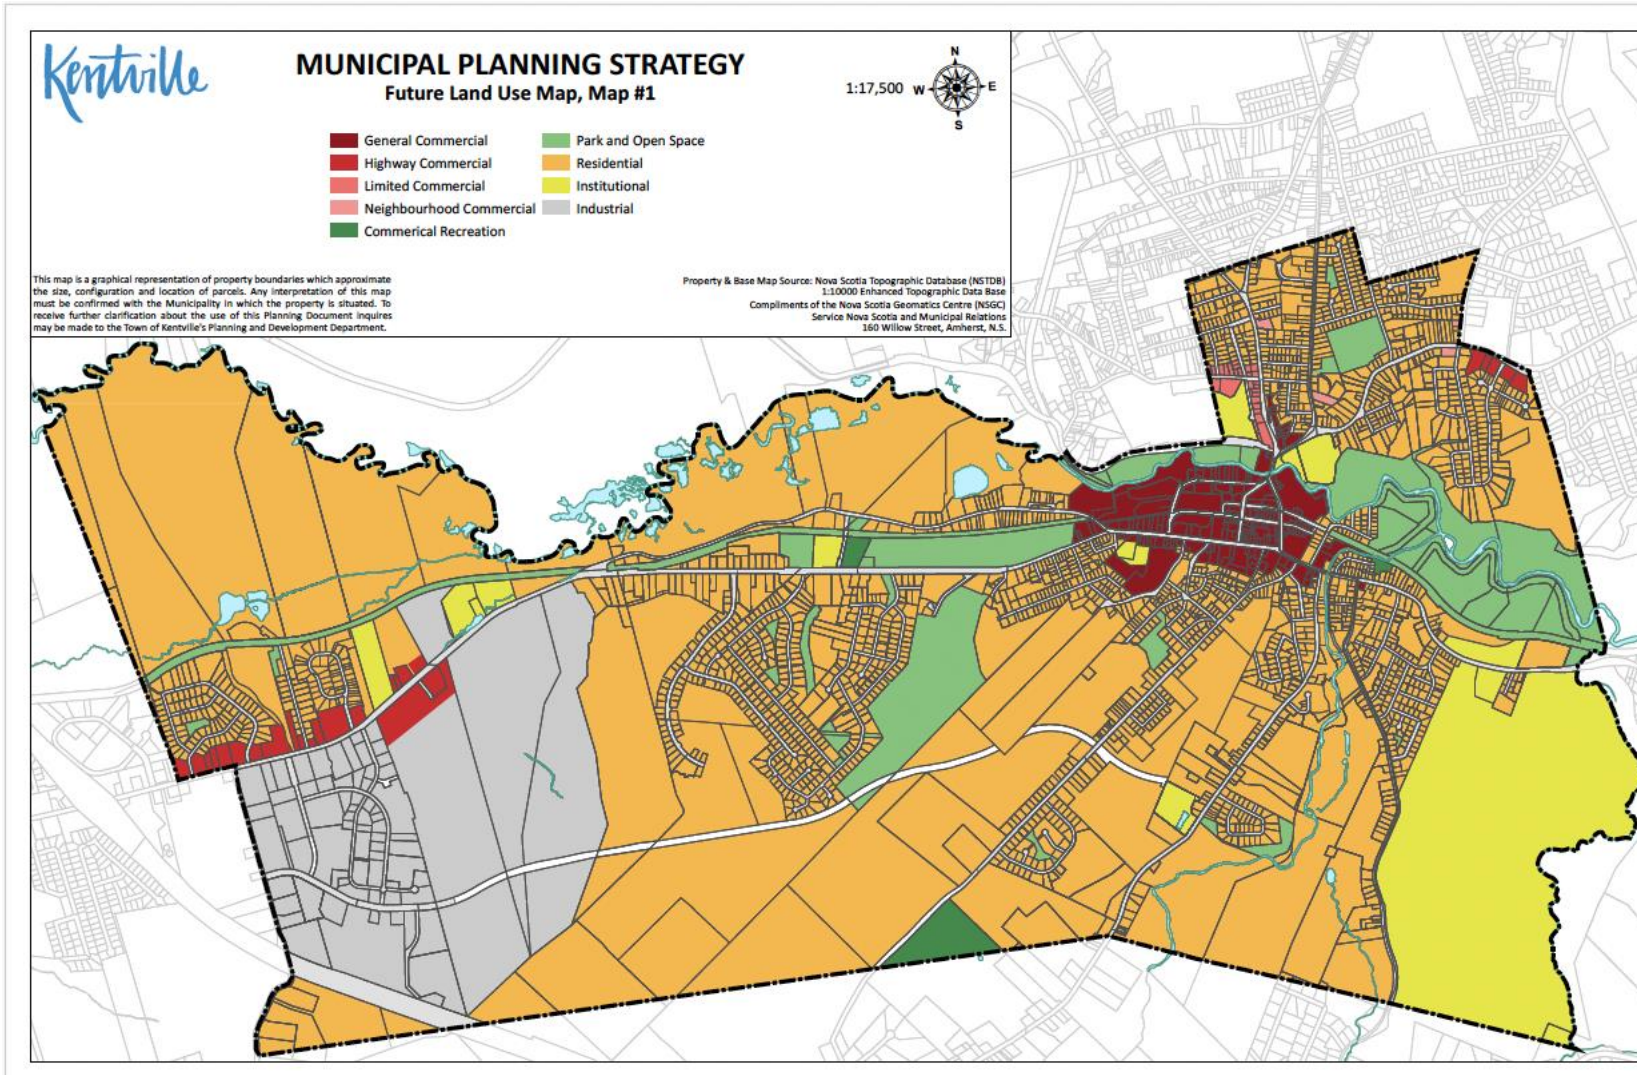 Kentville
MUNICIPAL PLANNING STRATEGY
Future Land Use Map, Map #1
1:17,500
N
W
E
S
General Commercial
Highway Commercial
Limited Commercial
Neighbourhood Commercial
Commerical Recreation
Park and Open Space
Residential
Institutional
Industrial
This map is a graphical representation of property boundaries which approximate
the size, configuration and location of parcels. Any interpretation of this map
must be confirmed with the Municipality in which the property is situated. To
receive further clarification about the use of this Planning Document inquires
may be made to the Town of Kentville's Planning and Development Department.
Property & Base Map Source: Nova Scotia Topographic Database (NSTDB)
1:10000 Enhanced Topographic Data Base
Compliments of the Nova Scotia Geomatics Centre (NSGC)
Service Nova Scotia and Municipal Relations
160 Willow Street, Amherst, N.S.